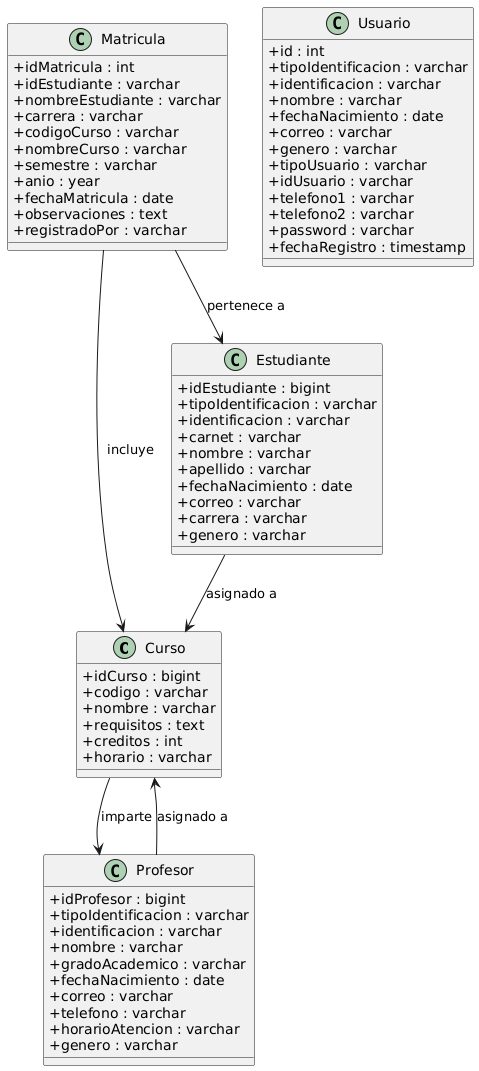 C Matricula
+idMatricula : int
+idEstudiante : varchar
+nombreEstudiante : varchar
+carrera : varchar
+codigoCurso : varchar
+nombreCurso : varchar
+semestre : varchar
+anio : year
+fechaMatricula : date
+observaciones : text
+registradoPor : varchar
C Usuario
+id : int
+tipoIdentificacion : varchar
+identificacion : varchar
+nombre : varchar
+fechaNacimiento : date
+correo : varchar
+genero : varchar
+tipoUsuario : varchar
+idUsuario : varchar
+telefono1 : varchar
+telefono2 : varchar
+password : varchar
+fechaRegistro : timestamp
pertenece a
C Estudiante
+idEstudiante : bigint
+tipoIdentificacion : varchar
+identificacion : varchar
+carnet : varchar
+nombre : varchar
+apellido : varchar
+fechaNacimiento : date
+correo : varchar
+carrera : varchar
+genero : varchar
incluye
asignado a
C Curso
+idCurso : bigint
+codigo : varchar
+nombre : varchar
+requisitos : text
+creditos : int
+horario : varchar
imparte
asignado a
C Profesor
+idProfesor : bigint
+tipoIdentificacion : varchar
+identificacion : varchar
+nombre : varchar
+gradoAcademico : varchar
+fechaNacimiento : date
+correo : varchar
+telefono : varchar
+horarioAtencion : varchar
+genero : varchar